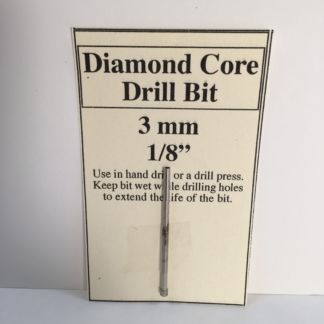 Diamond Core
Drill Bit
3 mm
1/8”
Use in hand drill or a drill press.
Keep bit wet while drilling holes
to extend the life of the bit.